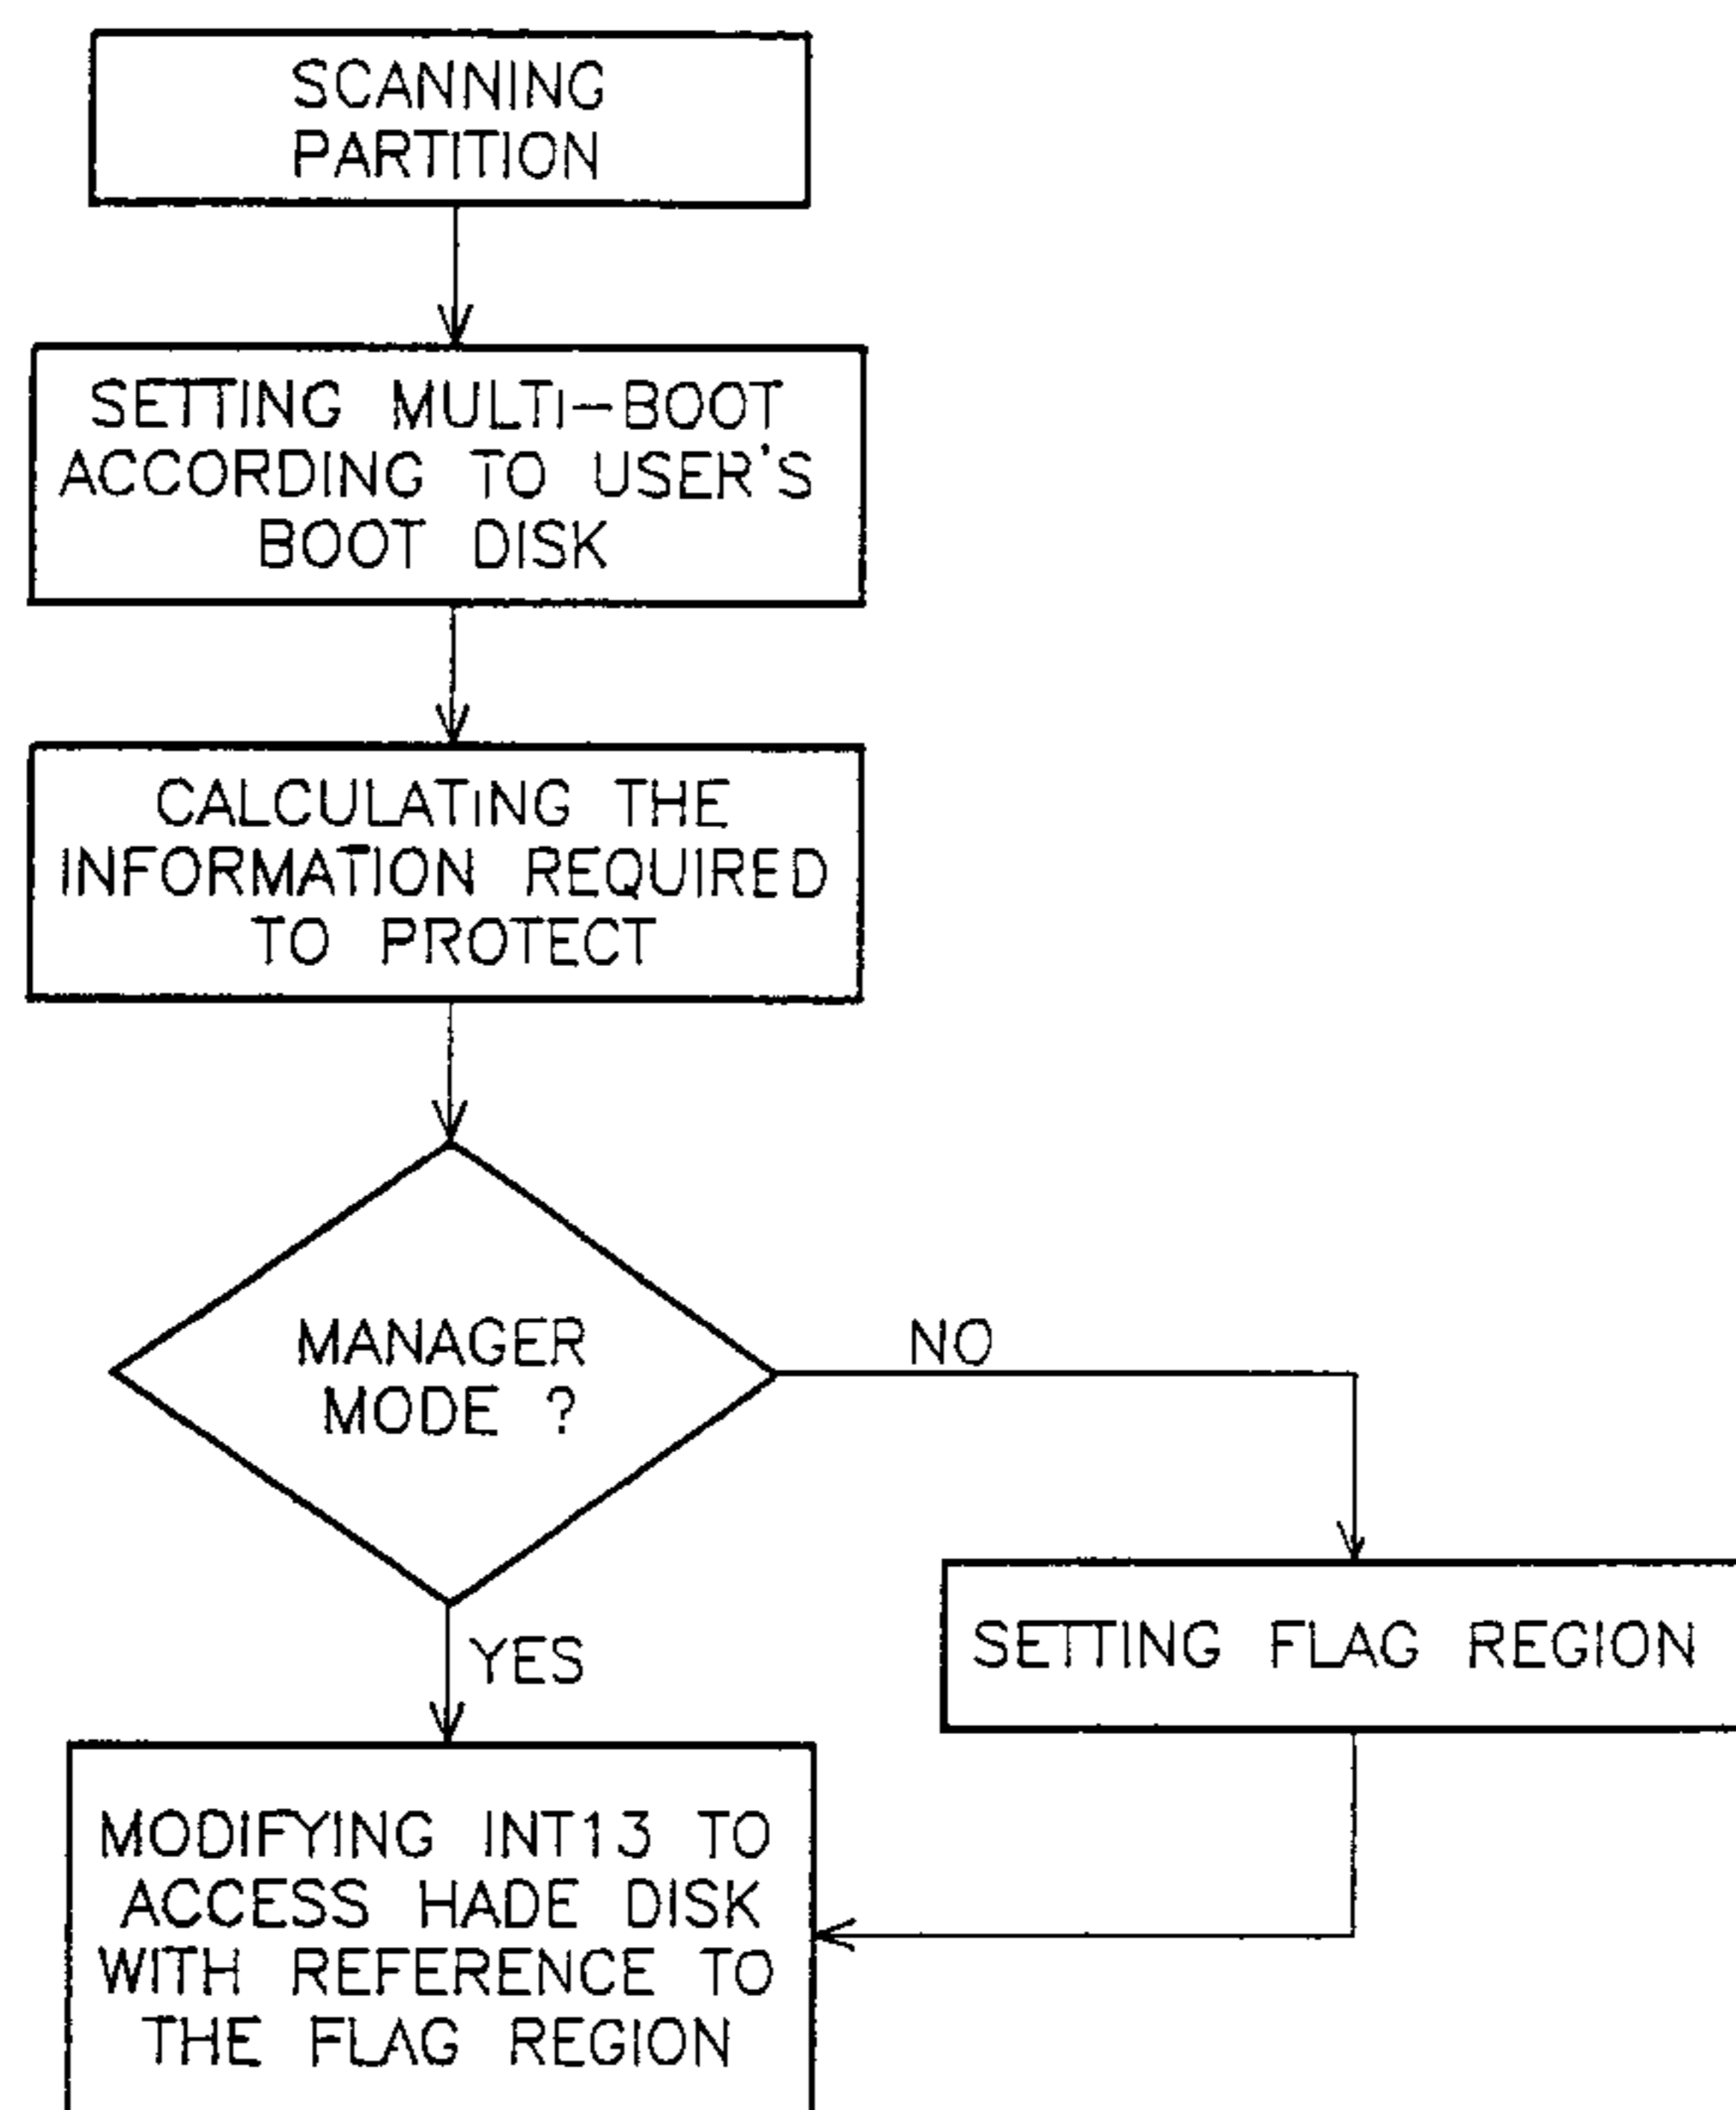 SCANNING
PARTITION
SETTING MULTI-BOOT
ACCORDING TO USER'S
BOOT DISK
CALCULATING THE
INFORMATION REQUIRED
TO PROTECT
MANAGER
MODE ?
NO
YES
SETTING FLAG REGION
MODIFYING INT13 TO
ACCESS HADE DISK
WITH REFERENCE TO
THE FLAG REGION